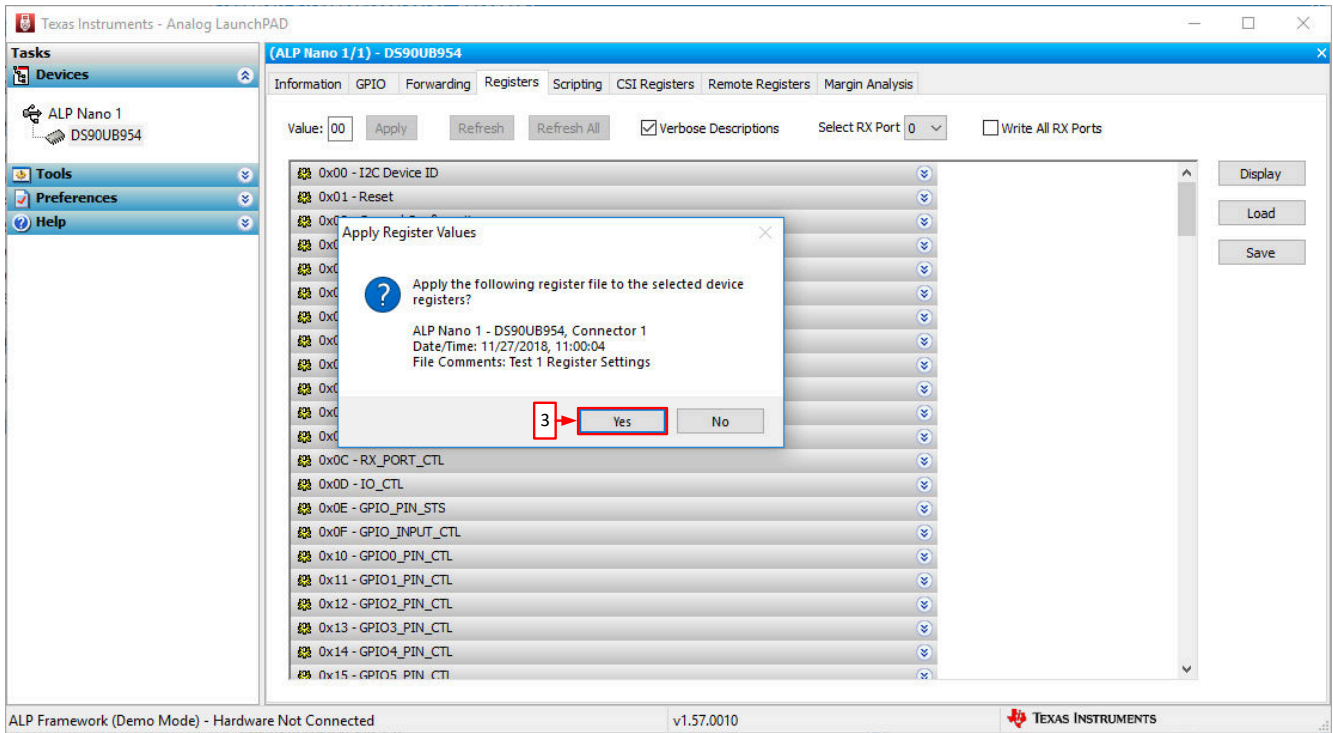 Texas Instruments - Analog LaunchPAD
Tasks
Devices
ALP Nano 1
DS90UB954
Tools
Preferences
Help
(ALP Nano 1/1) - DS90UB954
Information GPIO Forwarding Registers Scripting CSI Registers Remote Registers Margin Analysis
Value: 00 Apply Refresh Refresh All Verbose Descriptions Select RX Port 0 Write All RX Ports
0x00 - I2C Device ID
0x01 - Reset
Display
Load
Save
Apply Register Values
Apply the following register file to the selected device
registers?
ALP Nano 1 - DS90UB954, Connector 1
Date/Time: 11/27/2018, 11:00:04
File Comments: Test 1 Register Settings
3 Yes No
0x0C - RX_PORT_CTL
0x0D - IO_CTL
0x0E - GPIO_PIN_STS
0x0F - GPIO_INPUT_CTL
0x10 - GPIO0_PIN_CTL
0x11 - GPIO1_PIN_CTL
0x12 - GPIO2_PIN_CTL
0x13 - GPIO3_PIN_CTL
0x14 - GPIO4_PIN_CTL
0x15 - GPIO5_PIN_CTL
ALP Framework (Demo Mode) - Hardware Not Connected v1.57.0010 TEXAS INSTRUMENTS